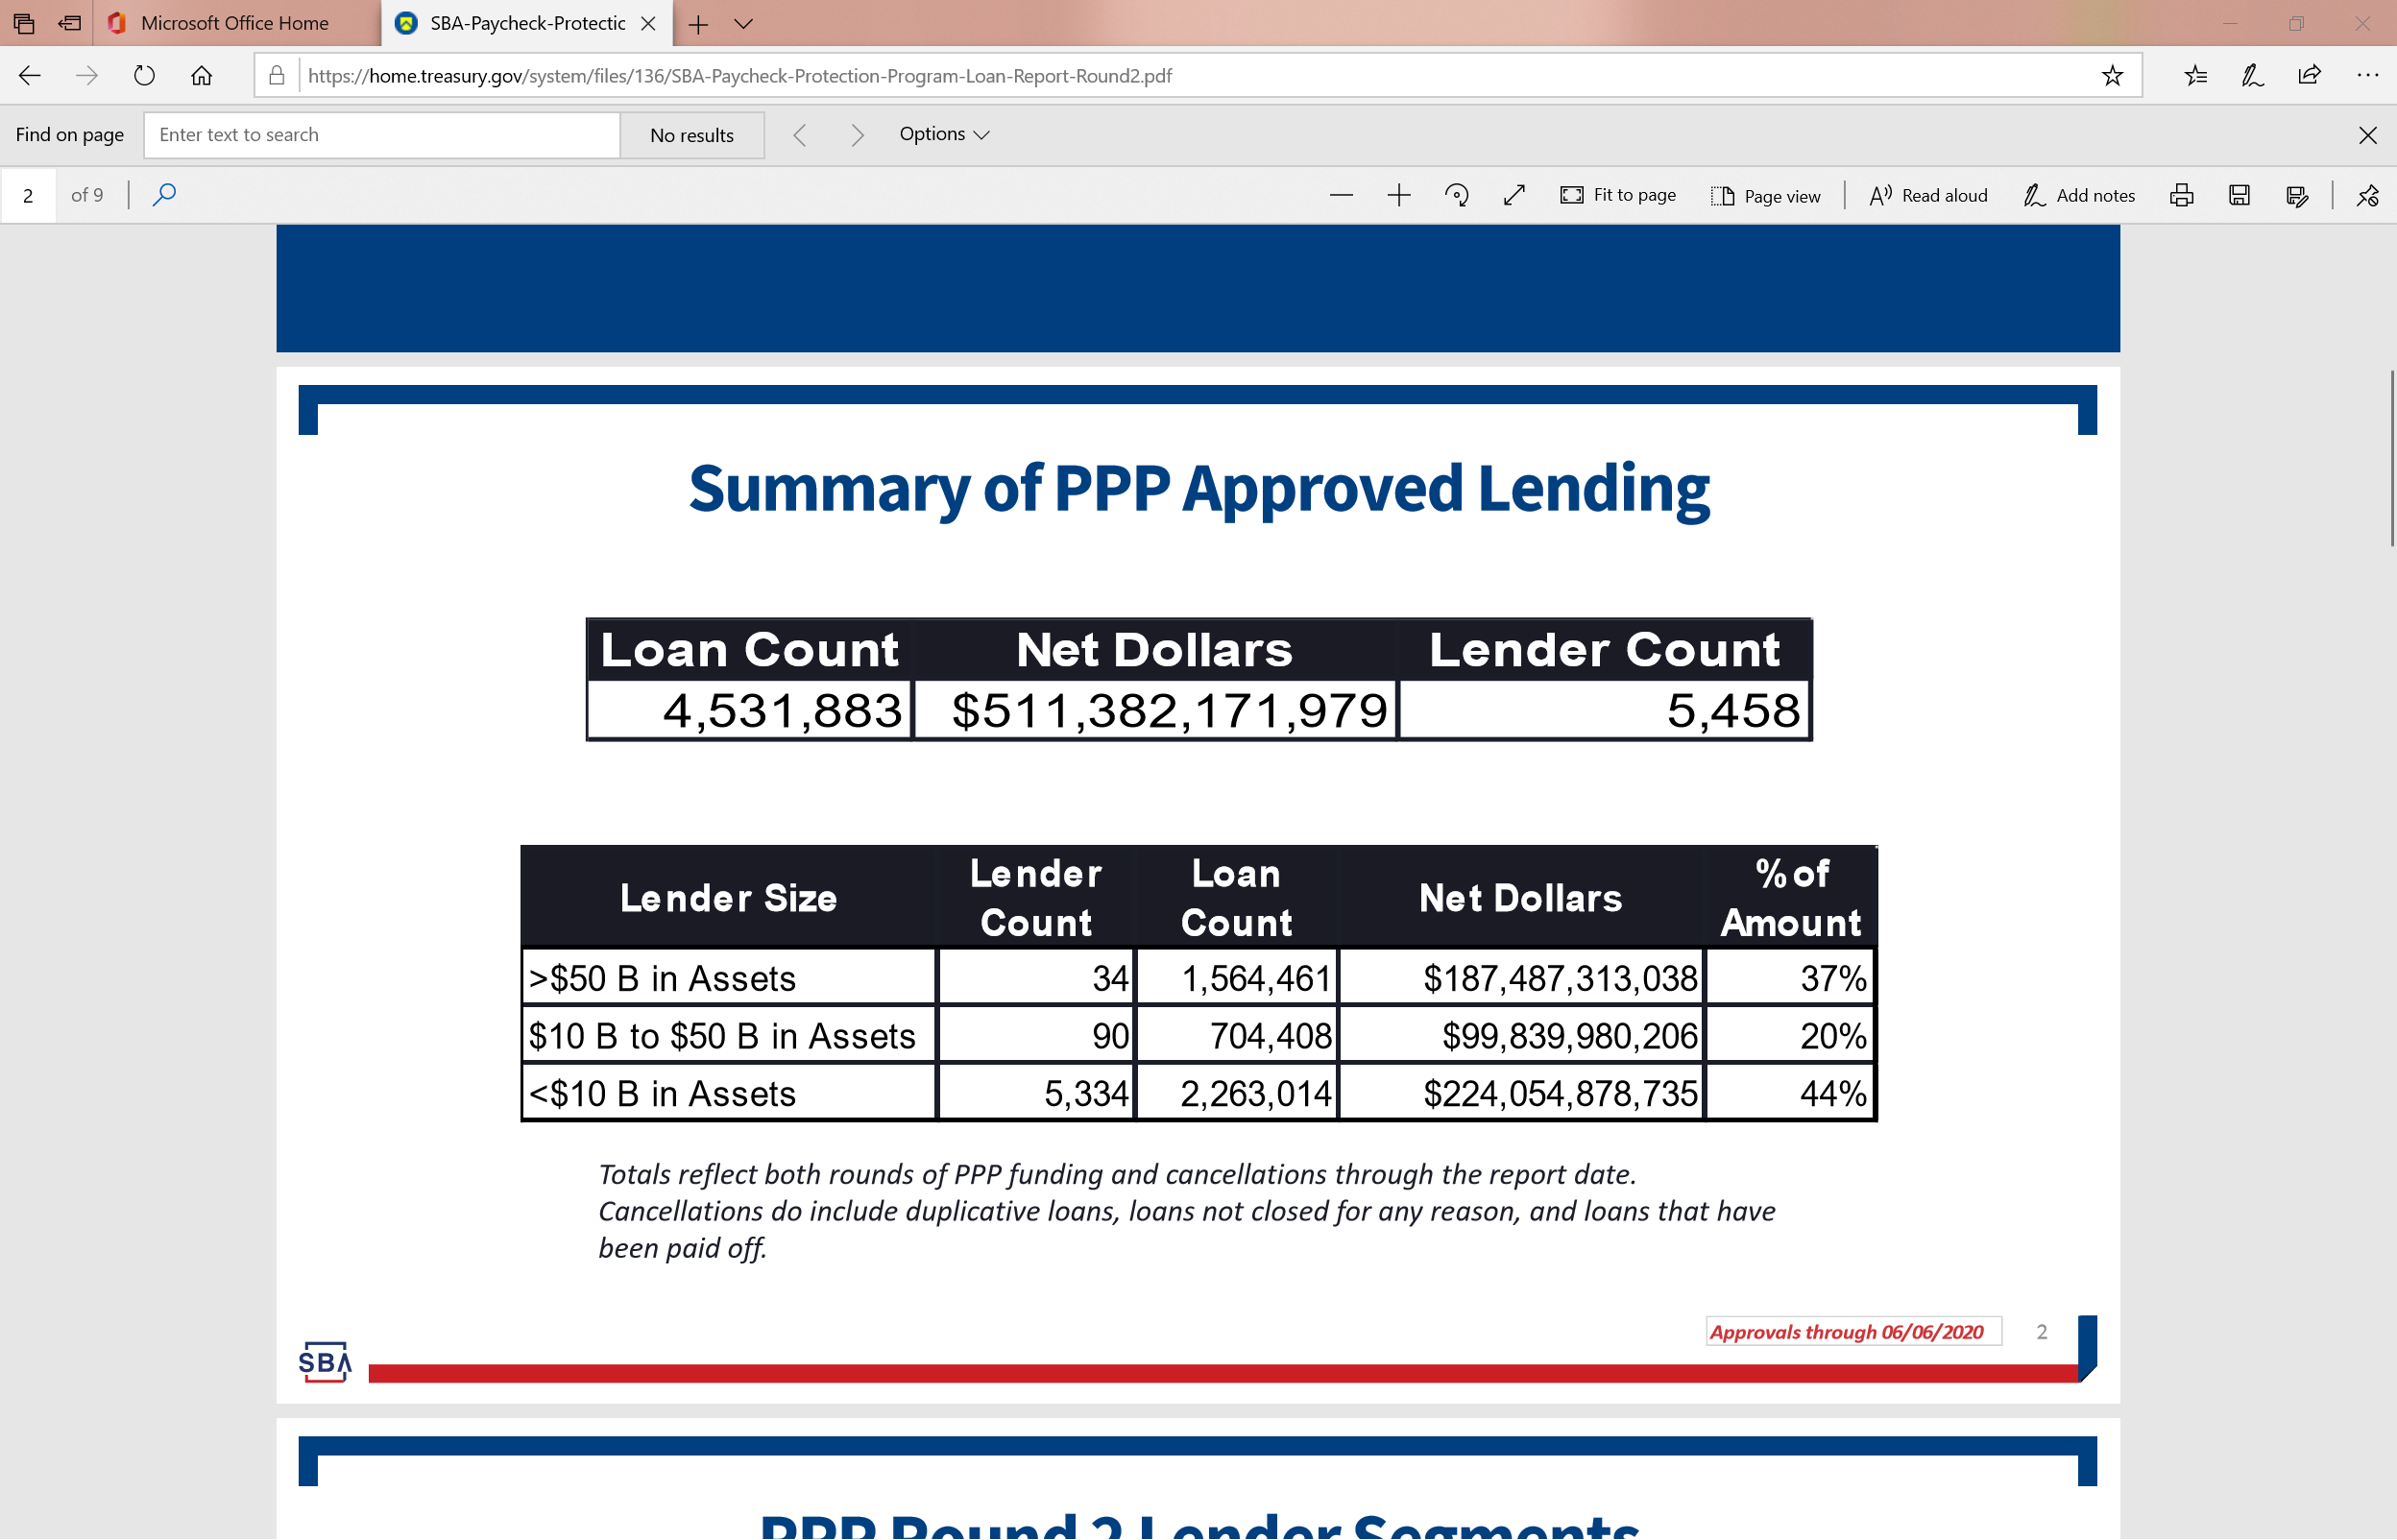 Microsoft Office Home
SBA-Paycheck-Protectic
https://home.treasury.gov/system/files/136/SBA-Paycheck-Protection-Program-Loan-Report-Round2.pdf
Find on page Enter text to search No results Options
2 of 9 Fit to page Page view Read aloud Add notes
Summary of PPP Approved Lending
Loan Count Net Dollars Lender Count
4,531,883 $511,382,171,979 5,458
Lender Size Lender Count Loan Count Net Dollars % of Amount
>$50 B in Assets 34 1,564,461 $187,487,313,038 37%
$10 B to $50 B in Assets 90 704,408 $99,839,980,206 20%
<$10 B in Assets 5,334 2,263,014 $224,054,878,735 44%
Totals reflect both rounds of PPP funding and cancellations through the report date.
Cancellations do include duplicative loans, loans not closed for any reason, and loans that have
been paid off.
Approvals through 06/06/2020 2
SBA
PPP Round 2 Lender Segments